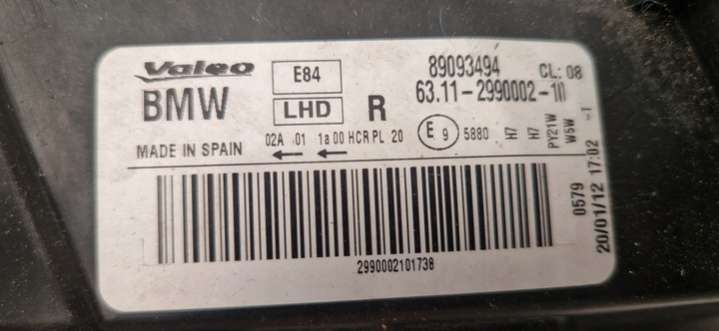 Valeo
BMW
MADE IN SPAIN
E84
LHD
R
89093494
CL: 08
63.11-2990002-10
02A 01 1a 00 HCR PL 20
E 9 5880 H7 H7
PY21W
W5W
-I
0579
20/01/12 17:02
2990002101738